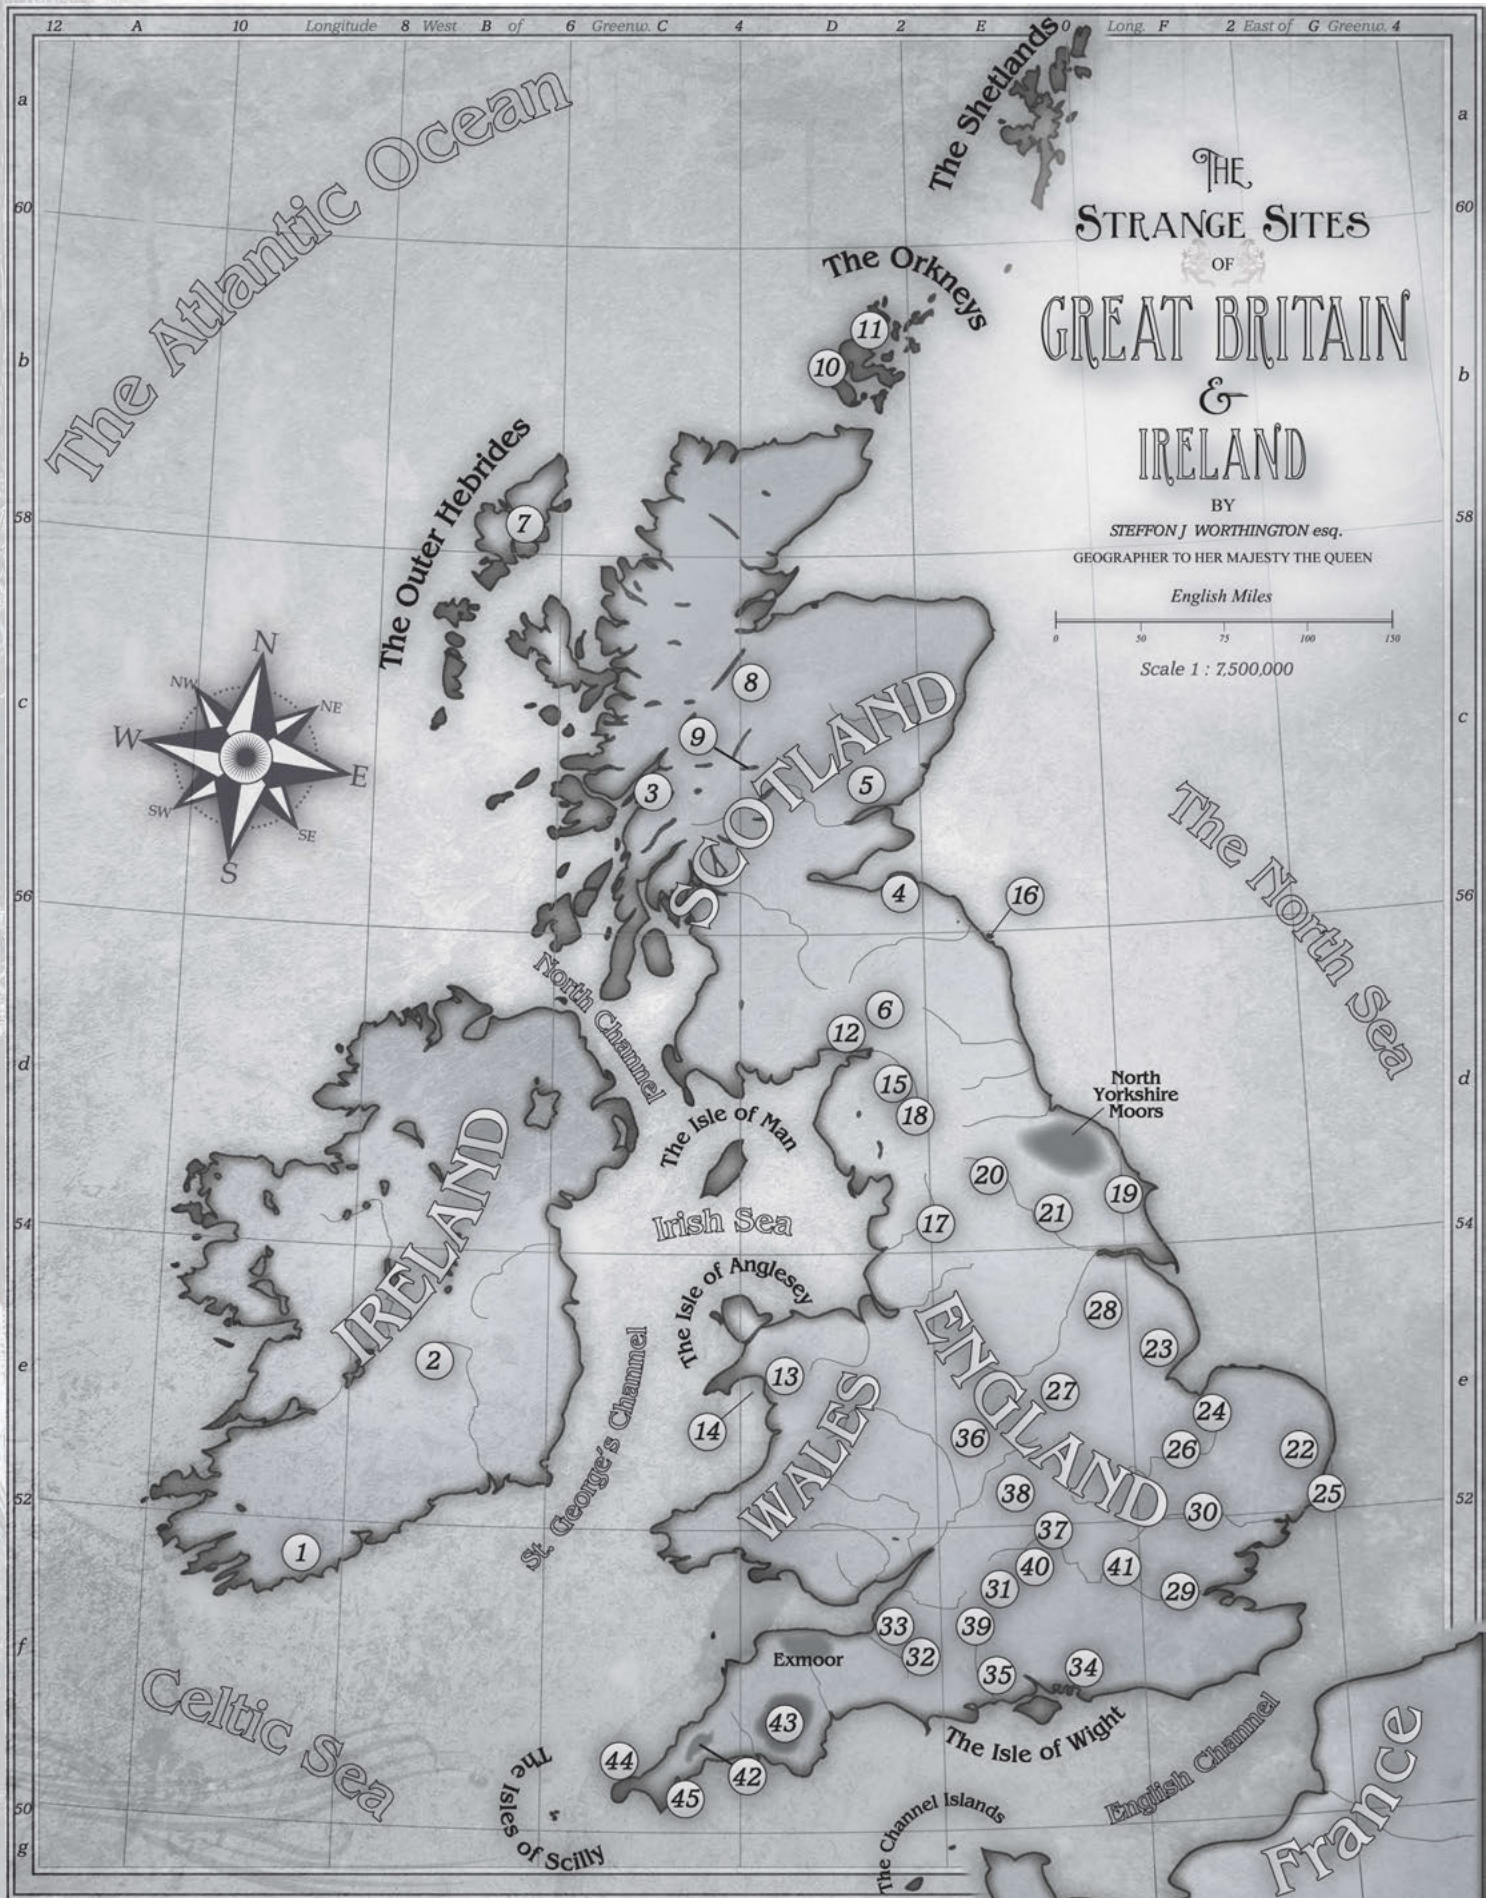 12 A 10 Longitude 8 West B of 6 Greenw. C 4 D 2 E 0 Long. F 2 East of G Greenw. 4
The Shetlands
a
a
The Atlantic Ocean
THE
STRANGE SITES
OF
GREAT BRITAIN
&
IRELAND
BY
STEFFON J WORTHINGTON esq.
GEOGRAPHER TO HER MAJESTY THE QUEEN
English Miles
0 50 75 100 150
Scale 1 : 7,500,000
60
60
The Orkneys
11
10
b
b
The Outer Hebrides
7
58
58
N
NW
NE
W
E
SW
SE
S
c
c
8
9
SCOTLAND
3
5
The North Sea
4
16
56
56
North Channel
6
12
d
d
15
18
North
Yorkshire
Moors
The Isle of Man
20
19
21
17
IRELAND
Irish Sea
54
54
The Isle of Anglesey
28
ENGLAND
23
2
e
e
13
27
24
14
WALES
36
26
22
St. George's Channel
38
25
30
52
52
37
1
40
41
31
29
33
39
f
f
Exmoor
32
35
34
43
The Isle of Wight
Celtic Sea
English Channel
44
42
45
The Isles of Scilly
The Channel Islands
France
50
g